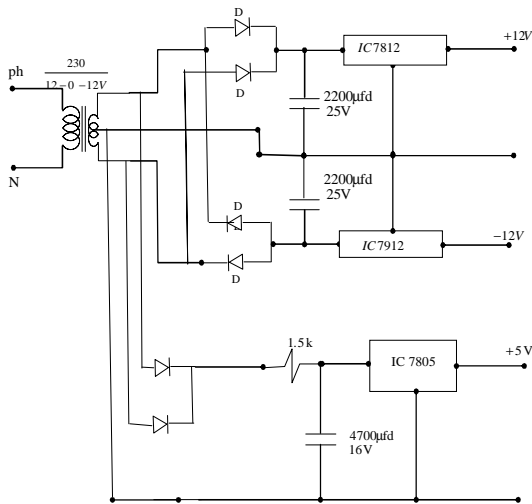 D
IC7812
+12V
ph
230
12-0 -12V
D
2200µfd
25V
N
2200µfd
25V
D
IC7912
-12V
D
1.5k
IC 7805
+5V
4700µfd
16V